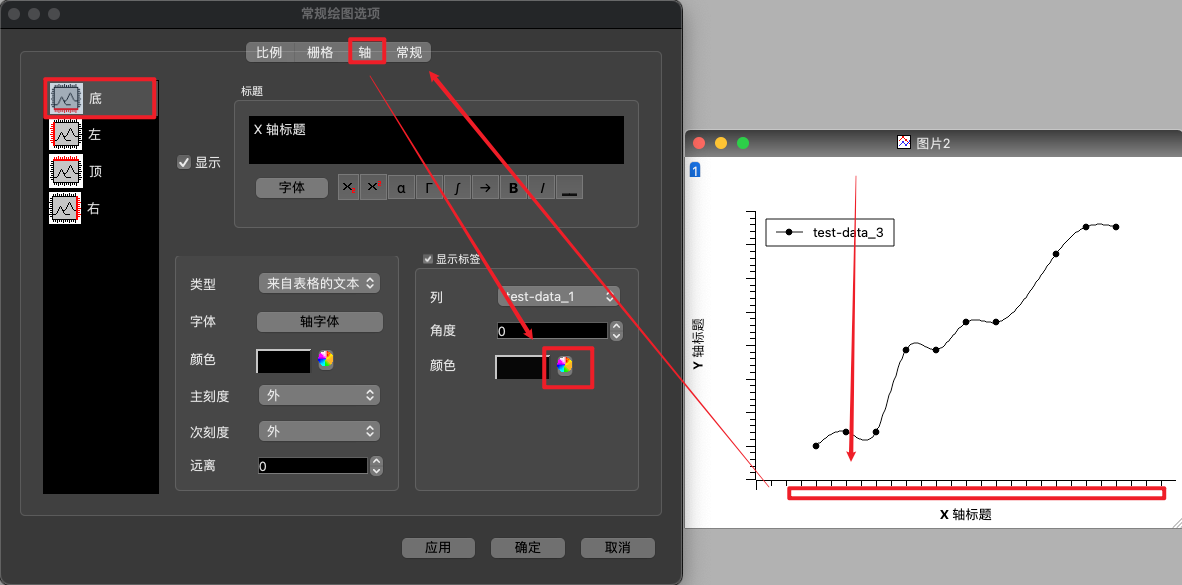 常规绘图选项
比例 栅格 轴 常规
底
左
顶
右
标题
显示
X 轴标题
字体 α Γ ∫ → B I
类型 来自表格的文本
字体 轴字体
颜色
主刻度 外
次刻度 外
远离 0
显示标签
列 test-data_1
角度 0
颜色
应用 确定 取消
图片2
1
test-data_3
Y 轴标题
X 轴标题